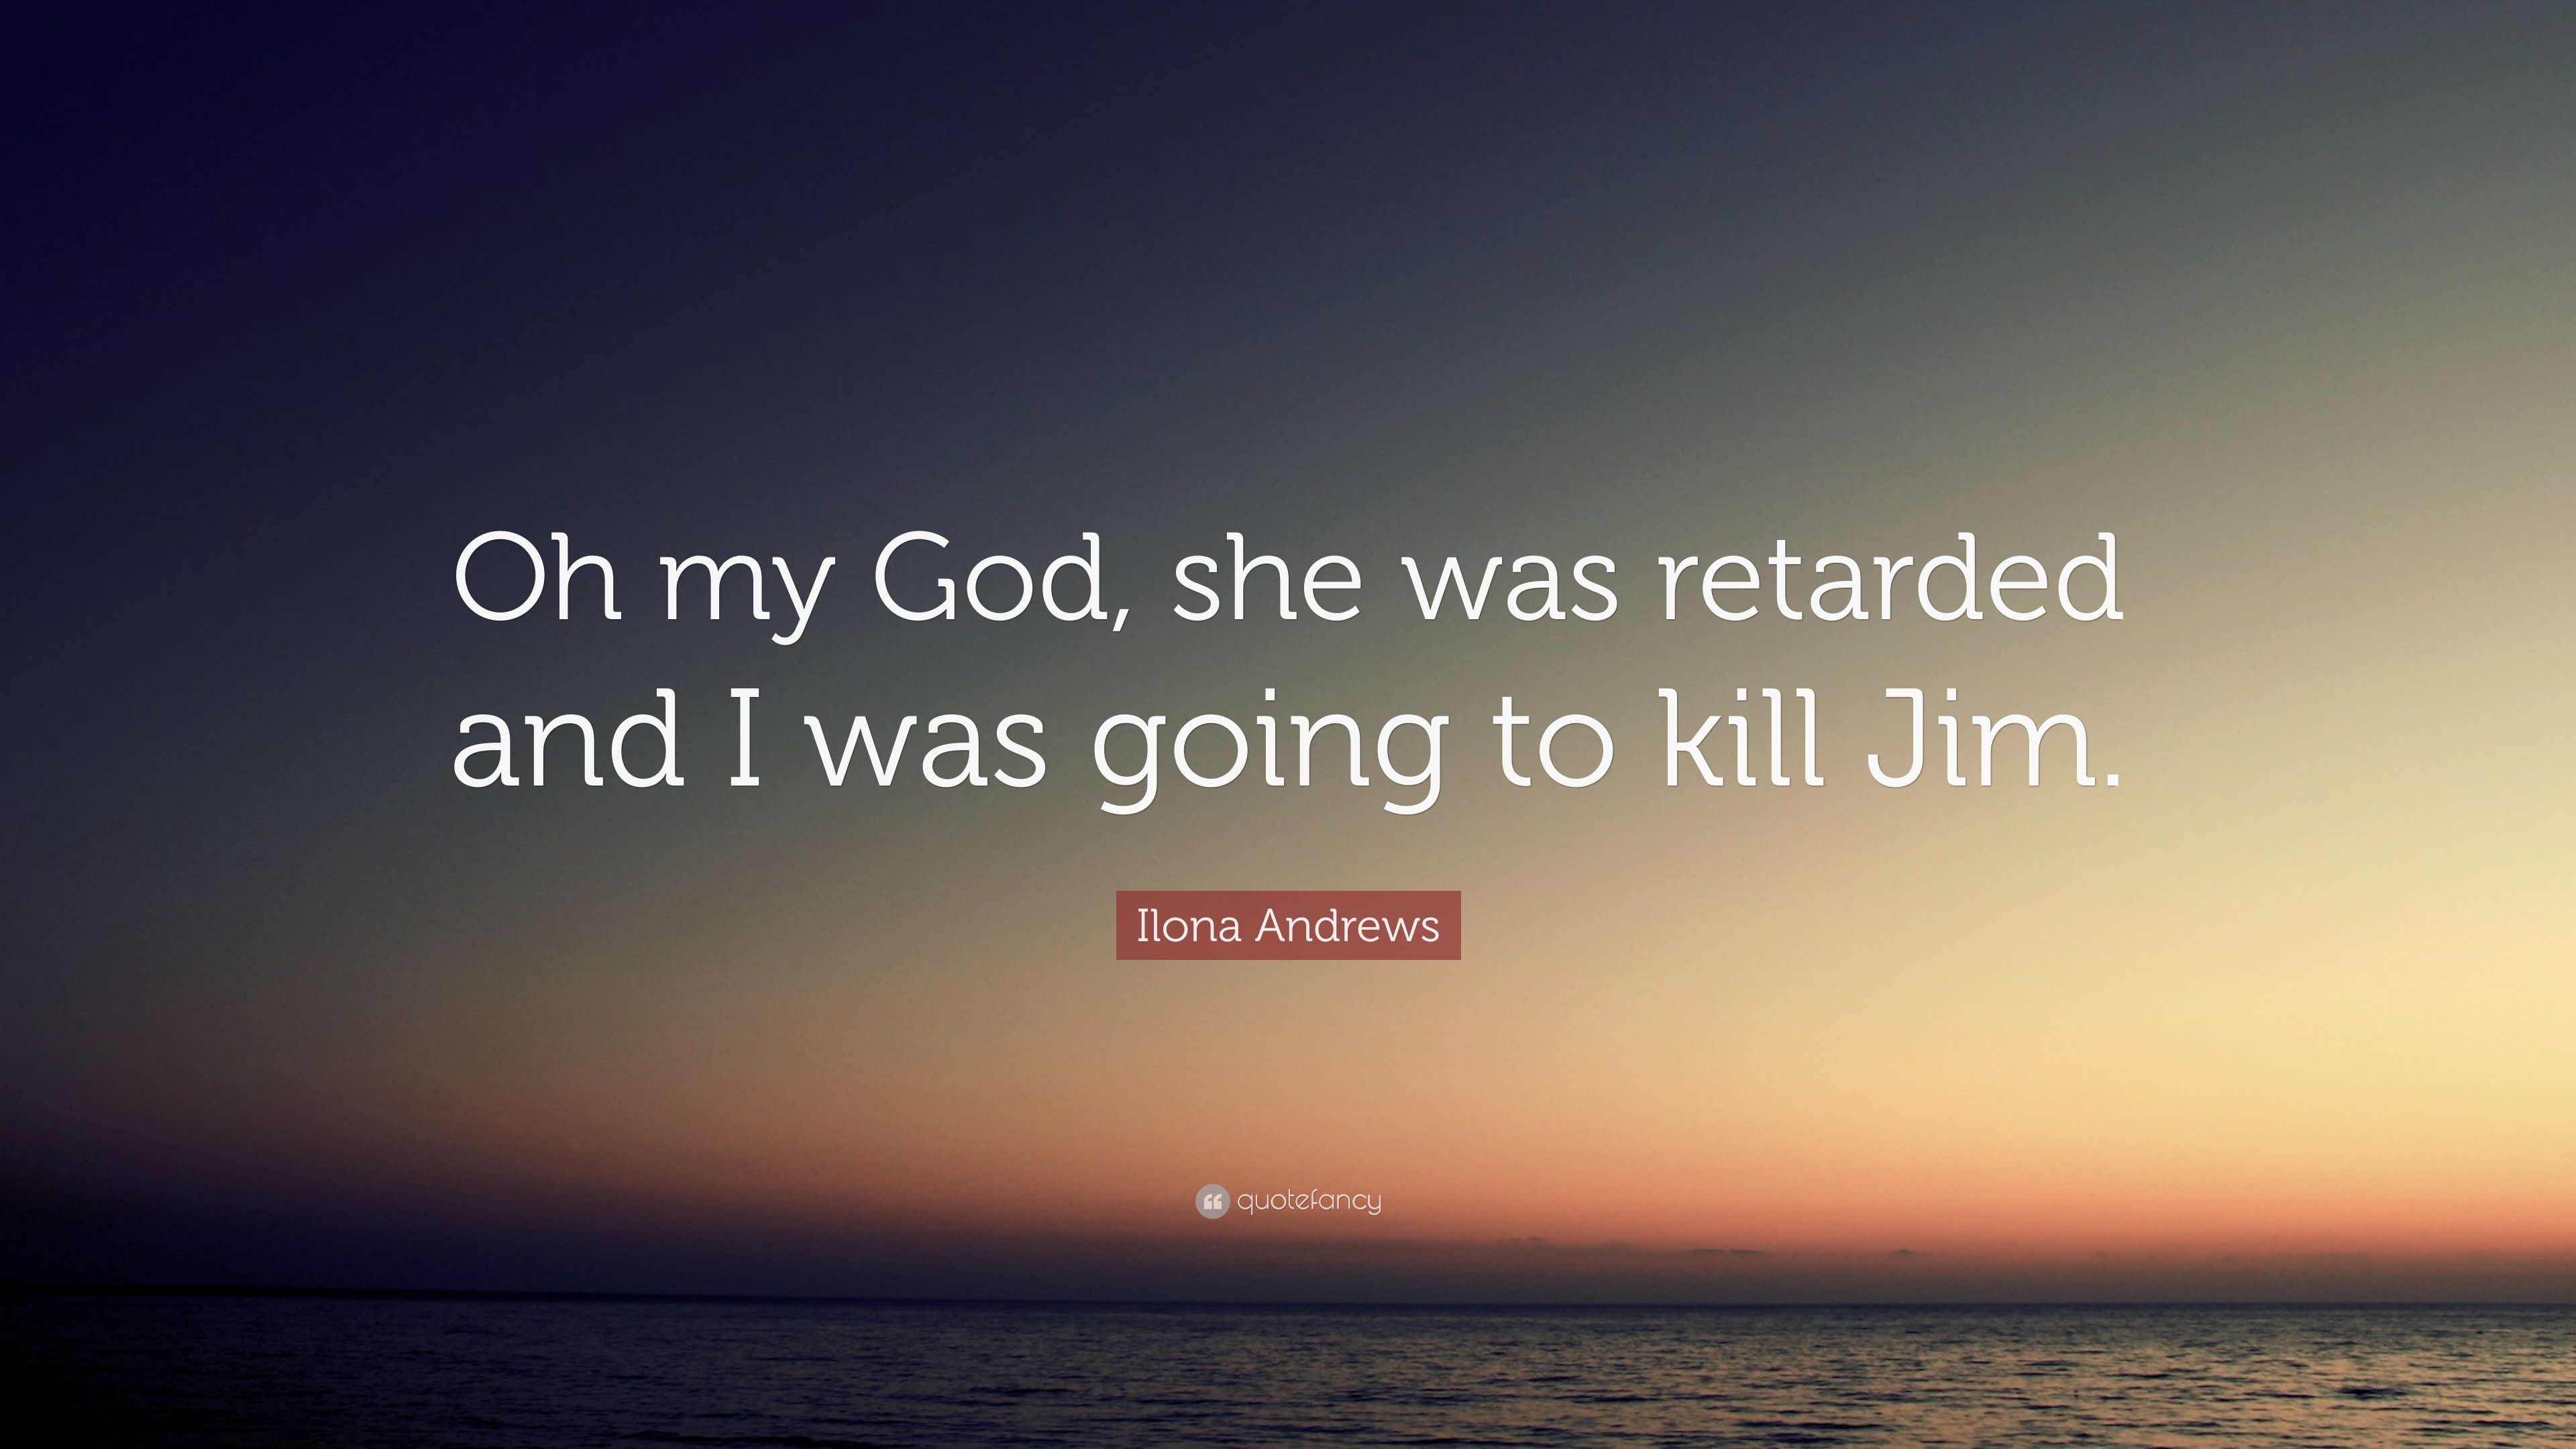 Oh my God, she was retarded
and I was going to kill Jim.
Ilona Andrews
quotefancy